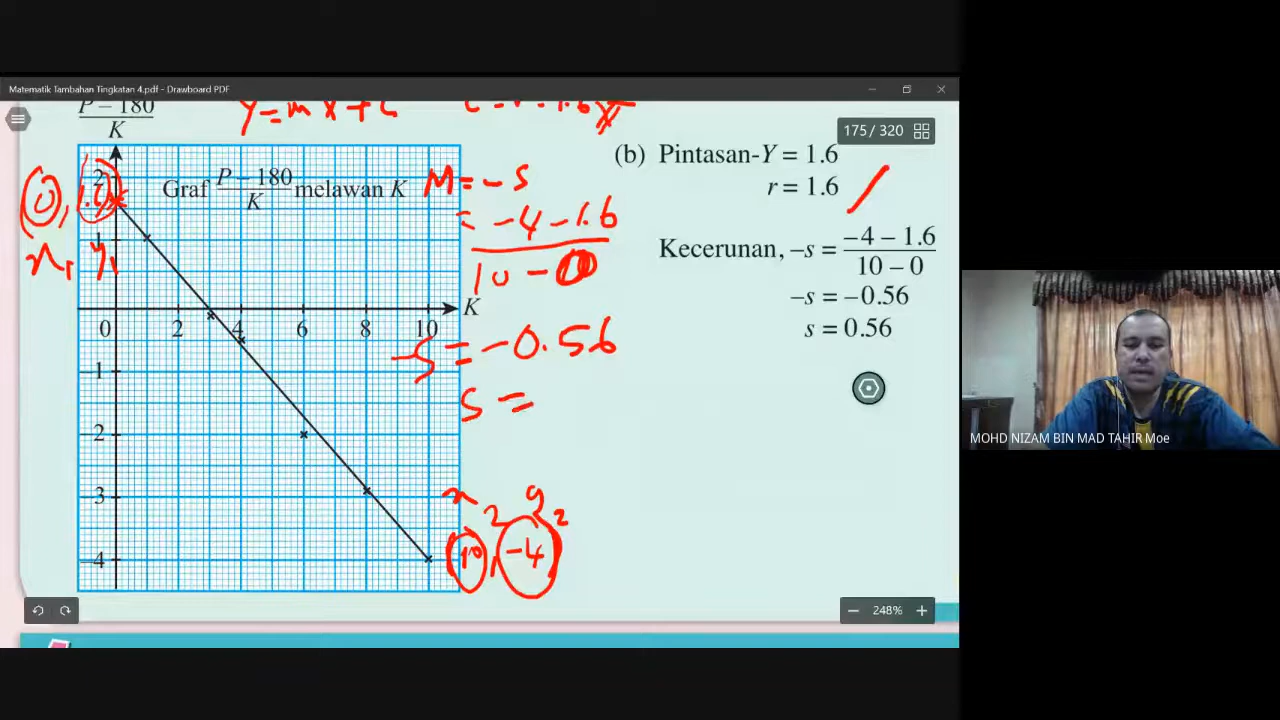 Matematik Tambahan Tingkatan 4.pdf - Drawboard PDF
P – 180
K
Y = m X + C
175 / 320
Graf P – 180 / K melawan K
2
1
0
2
4
6
8
10
K
–1
2
–3
–4
(0, 1.6)
x₁ y₁
M = – s
= –4 – 1.6
10 – 0
–s = –0.56
s =
x₂ y₂
(10, –4)
(b) Pintasan-Y = 1.6
r = 1.6
Kecerunan, –s = –4 – 1.6 / 10 – 0
–s = –0.56
s = 0.56
248%
MOHD NIZAM BIN MAD TAHIR Moe